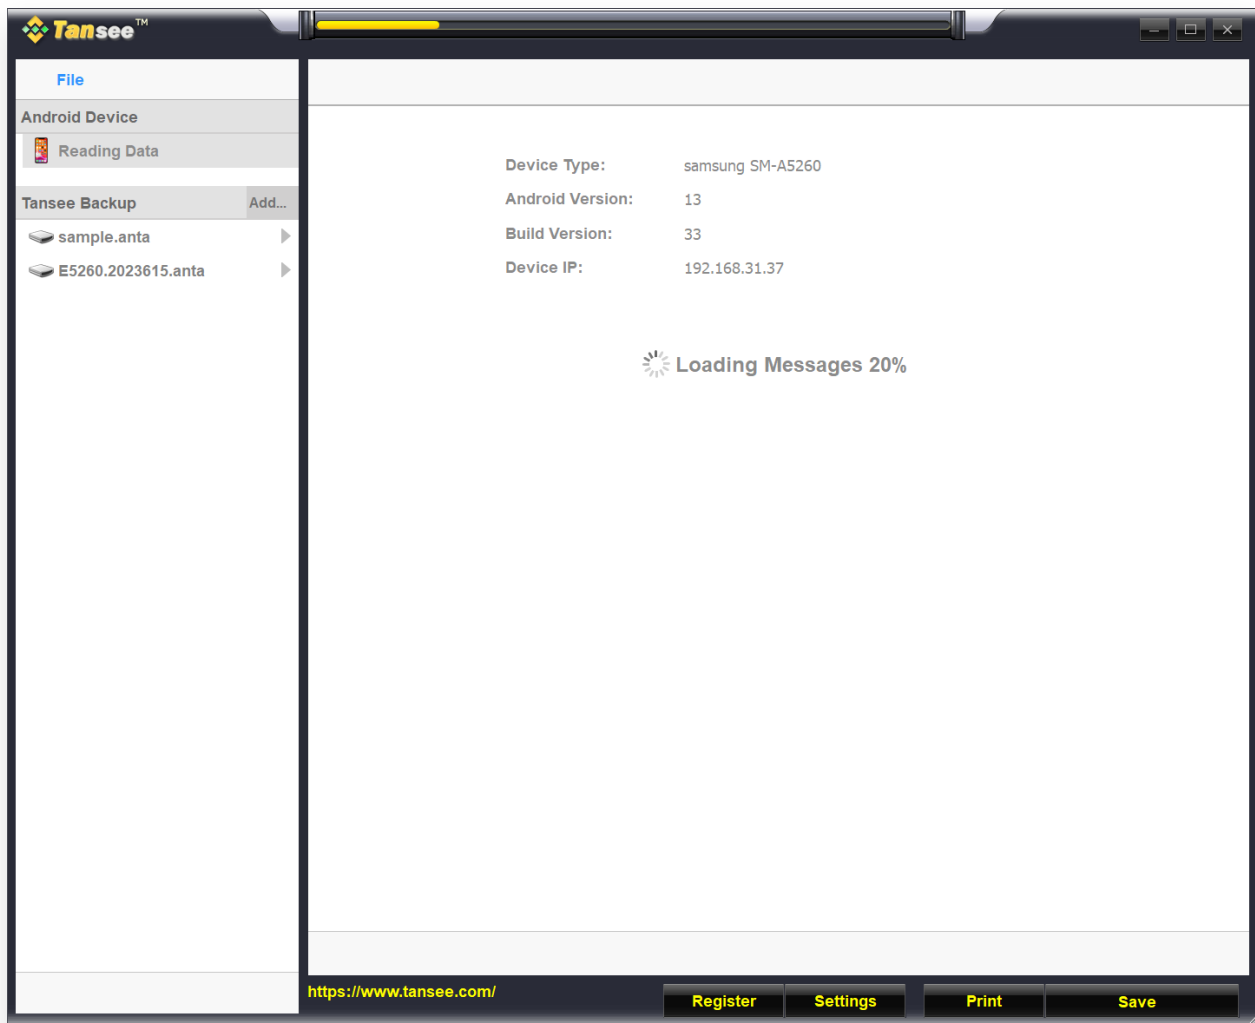 Tansee™
File
Android Device
Reading Data
Tansee Backup Add...
sample.anta
E5260.2023615.anta
Device Type: samsung SM-A5260
Android Version: 13
Build Version: 33
Device IP: 192.168.31.37
Loading Messages 20%
https://www.tansee.com/
Register Settings Print Save